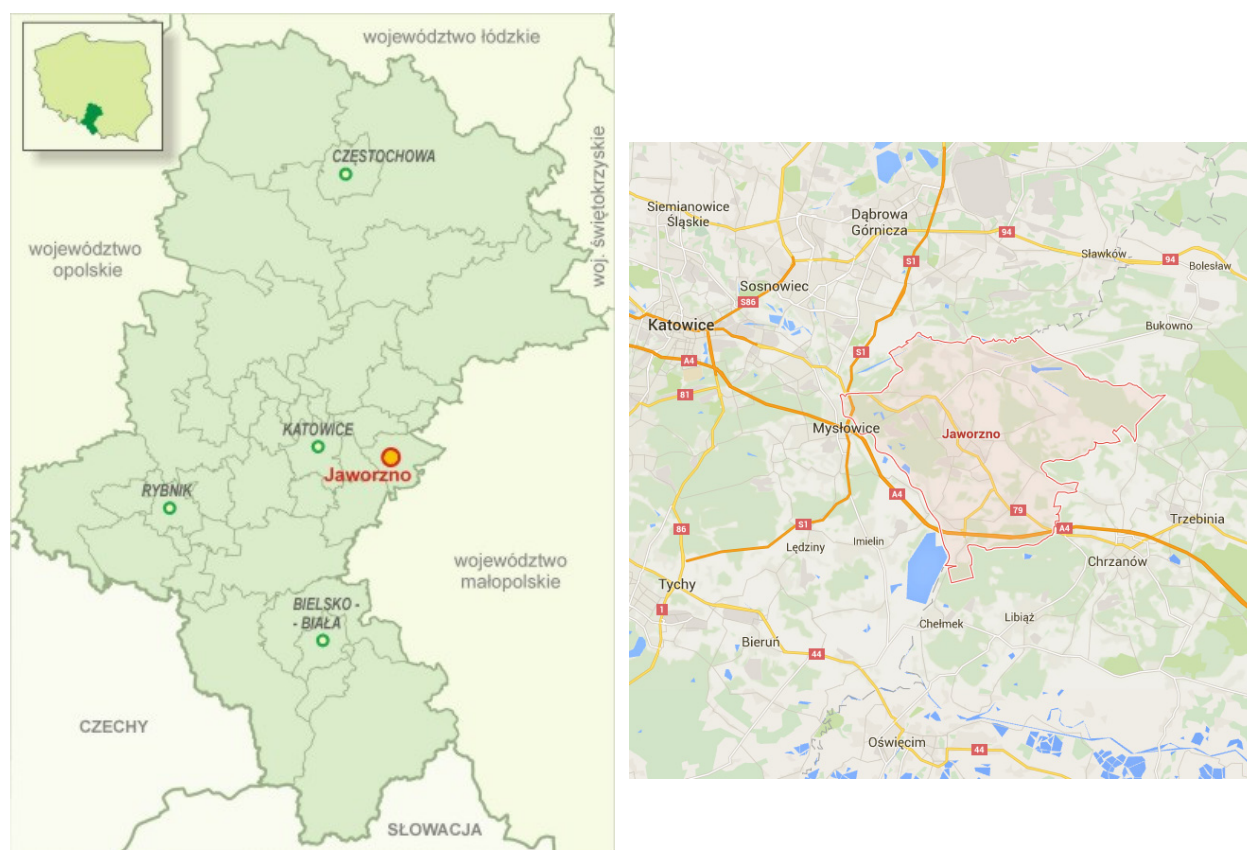 województwo łódzkie
CZĘSTOCHOWA
woj. świętokrzyskie
województwo
opolskie
KATOWICE
Jaworzno
RYBNIK
województwo
małopolskie
BIELSKO -
- BIAŁA
CZECHY
SŁOWACJA
Siemianowice
Śląskie
Dąbrowa
Górnicza
94
Sławków
94
Bolesław
S1
Sosnowiec
S86
Katowice
Bukowno
S1
A4
81
Mysłowice
Jaworzno
A4
79
A4
Trzebinia
86
S1
Lędziny
Imielin
Chrzanów
Tychy
1
Chełmek
Libiąż
Bieruń
44
Oświęcim
44